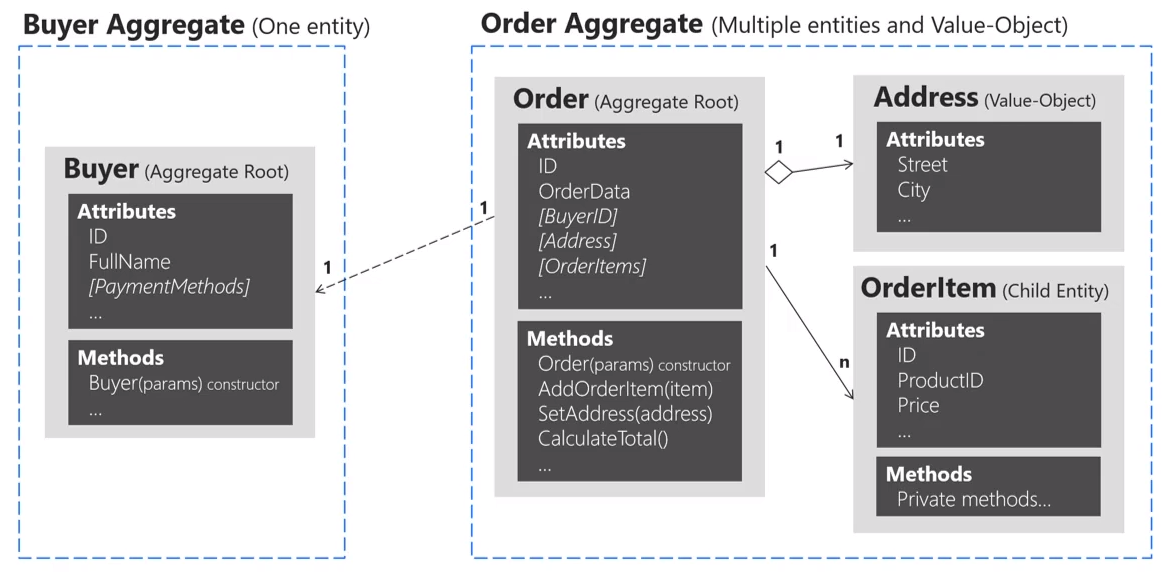 Buyer Aggregate (One entity)
Buyer (Aggregate Root)
Attributes
ID
FullName
[PaymentMethods]
...
Methods
Buyer(params) constructor
...
1
1
Order Aggregate (Multiple entities and Value-Object)
Order (Aggregate Root)
Attributes
ID
OrderData
[BuyerID]
[Address]
[OrderItems]
...
Methods
Order(params) constructor
AddOrderItem(item)
SetAddress(address)
CalculateTotal()
...
1
1
1
n
Address (Value-Object)
Attributes
Street
City
...
OrderItem (Child Entity)
Attributes
ID
ProductID
Price
...
Methods
Private methods...